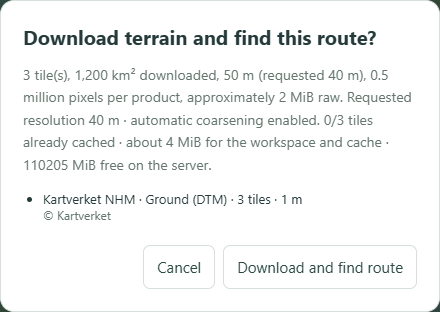 Download terrain and find this route?
3 tile(s), 1,200 km² downloaded, 50 m (requested 40 m), 0.5
million pixels per product, approximately 2 MiB raw. Requested
resolution 40 m · automatic coarsening enabled. 0/3 tiles
already cached · about 4 MiB for the workspace and cache ·
110205 MiB free on the server.
• Kartverket NHM · Ground (DTM) · 3 tiles · 1 m
© Kartverket
Cancel
Download and find route